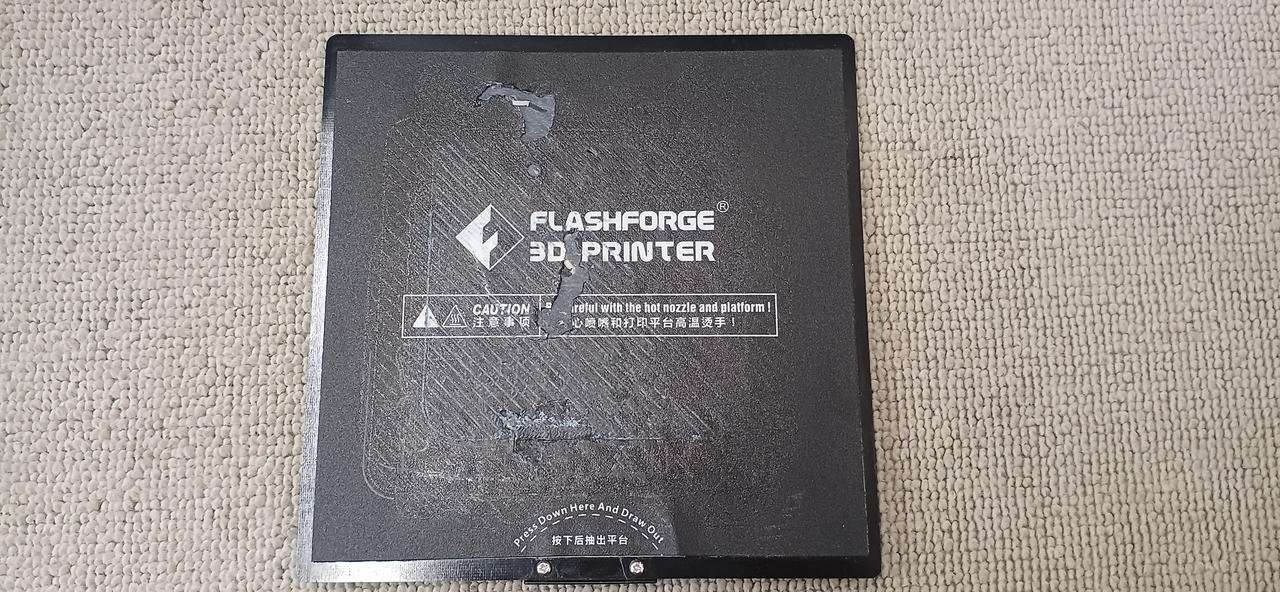 FLASHFORGE®
3D PRINTER
CAUTION
注意事项
careful with the hot nozzle and platform !
心喷嘴和打印平台高温烫手！
Press Down Here And Draw Out
按下后抽出平台